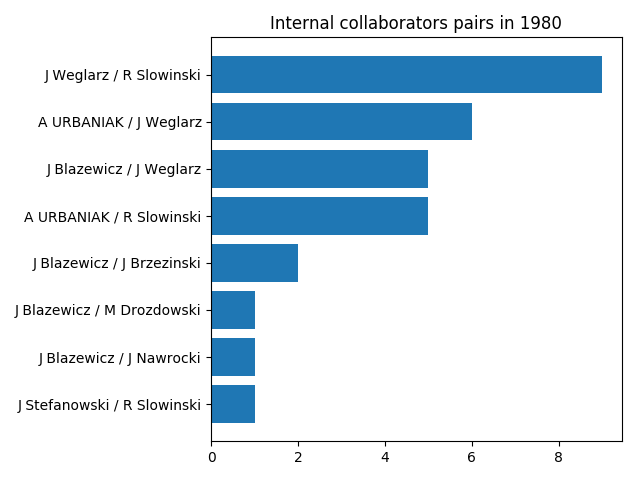 Internal collaborators pairs in 1980
J Weglarz / R Slowinski
A URBANIAK / J Weglarz
J Blazewicz / J Weglarz
A URBANIAK / R Slowinski
J Blazewicz / J Brzezinski
J Blazewicz / M Drozdowski
J Blazewicz / J Nawrocki
J Stefanowski / R Slowinski
0 2 4 6 8